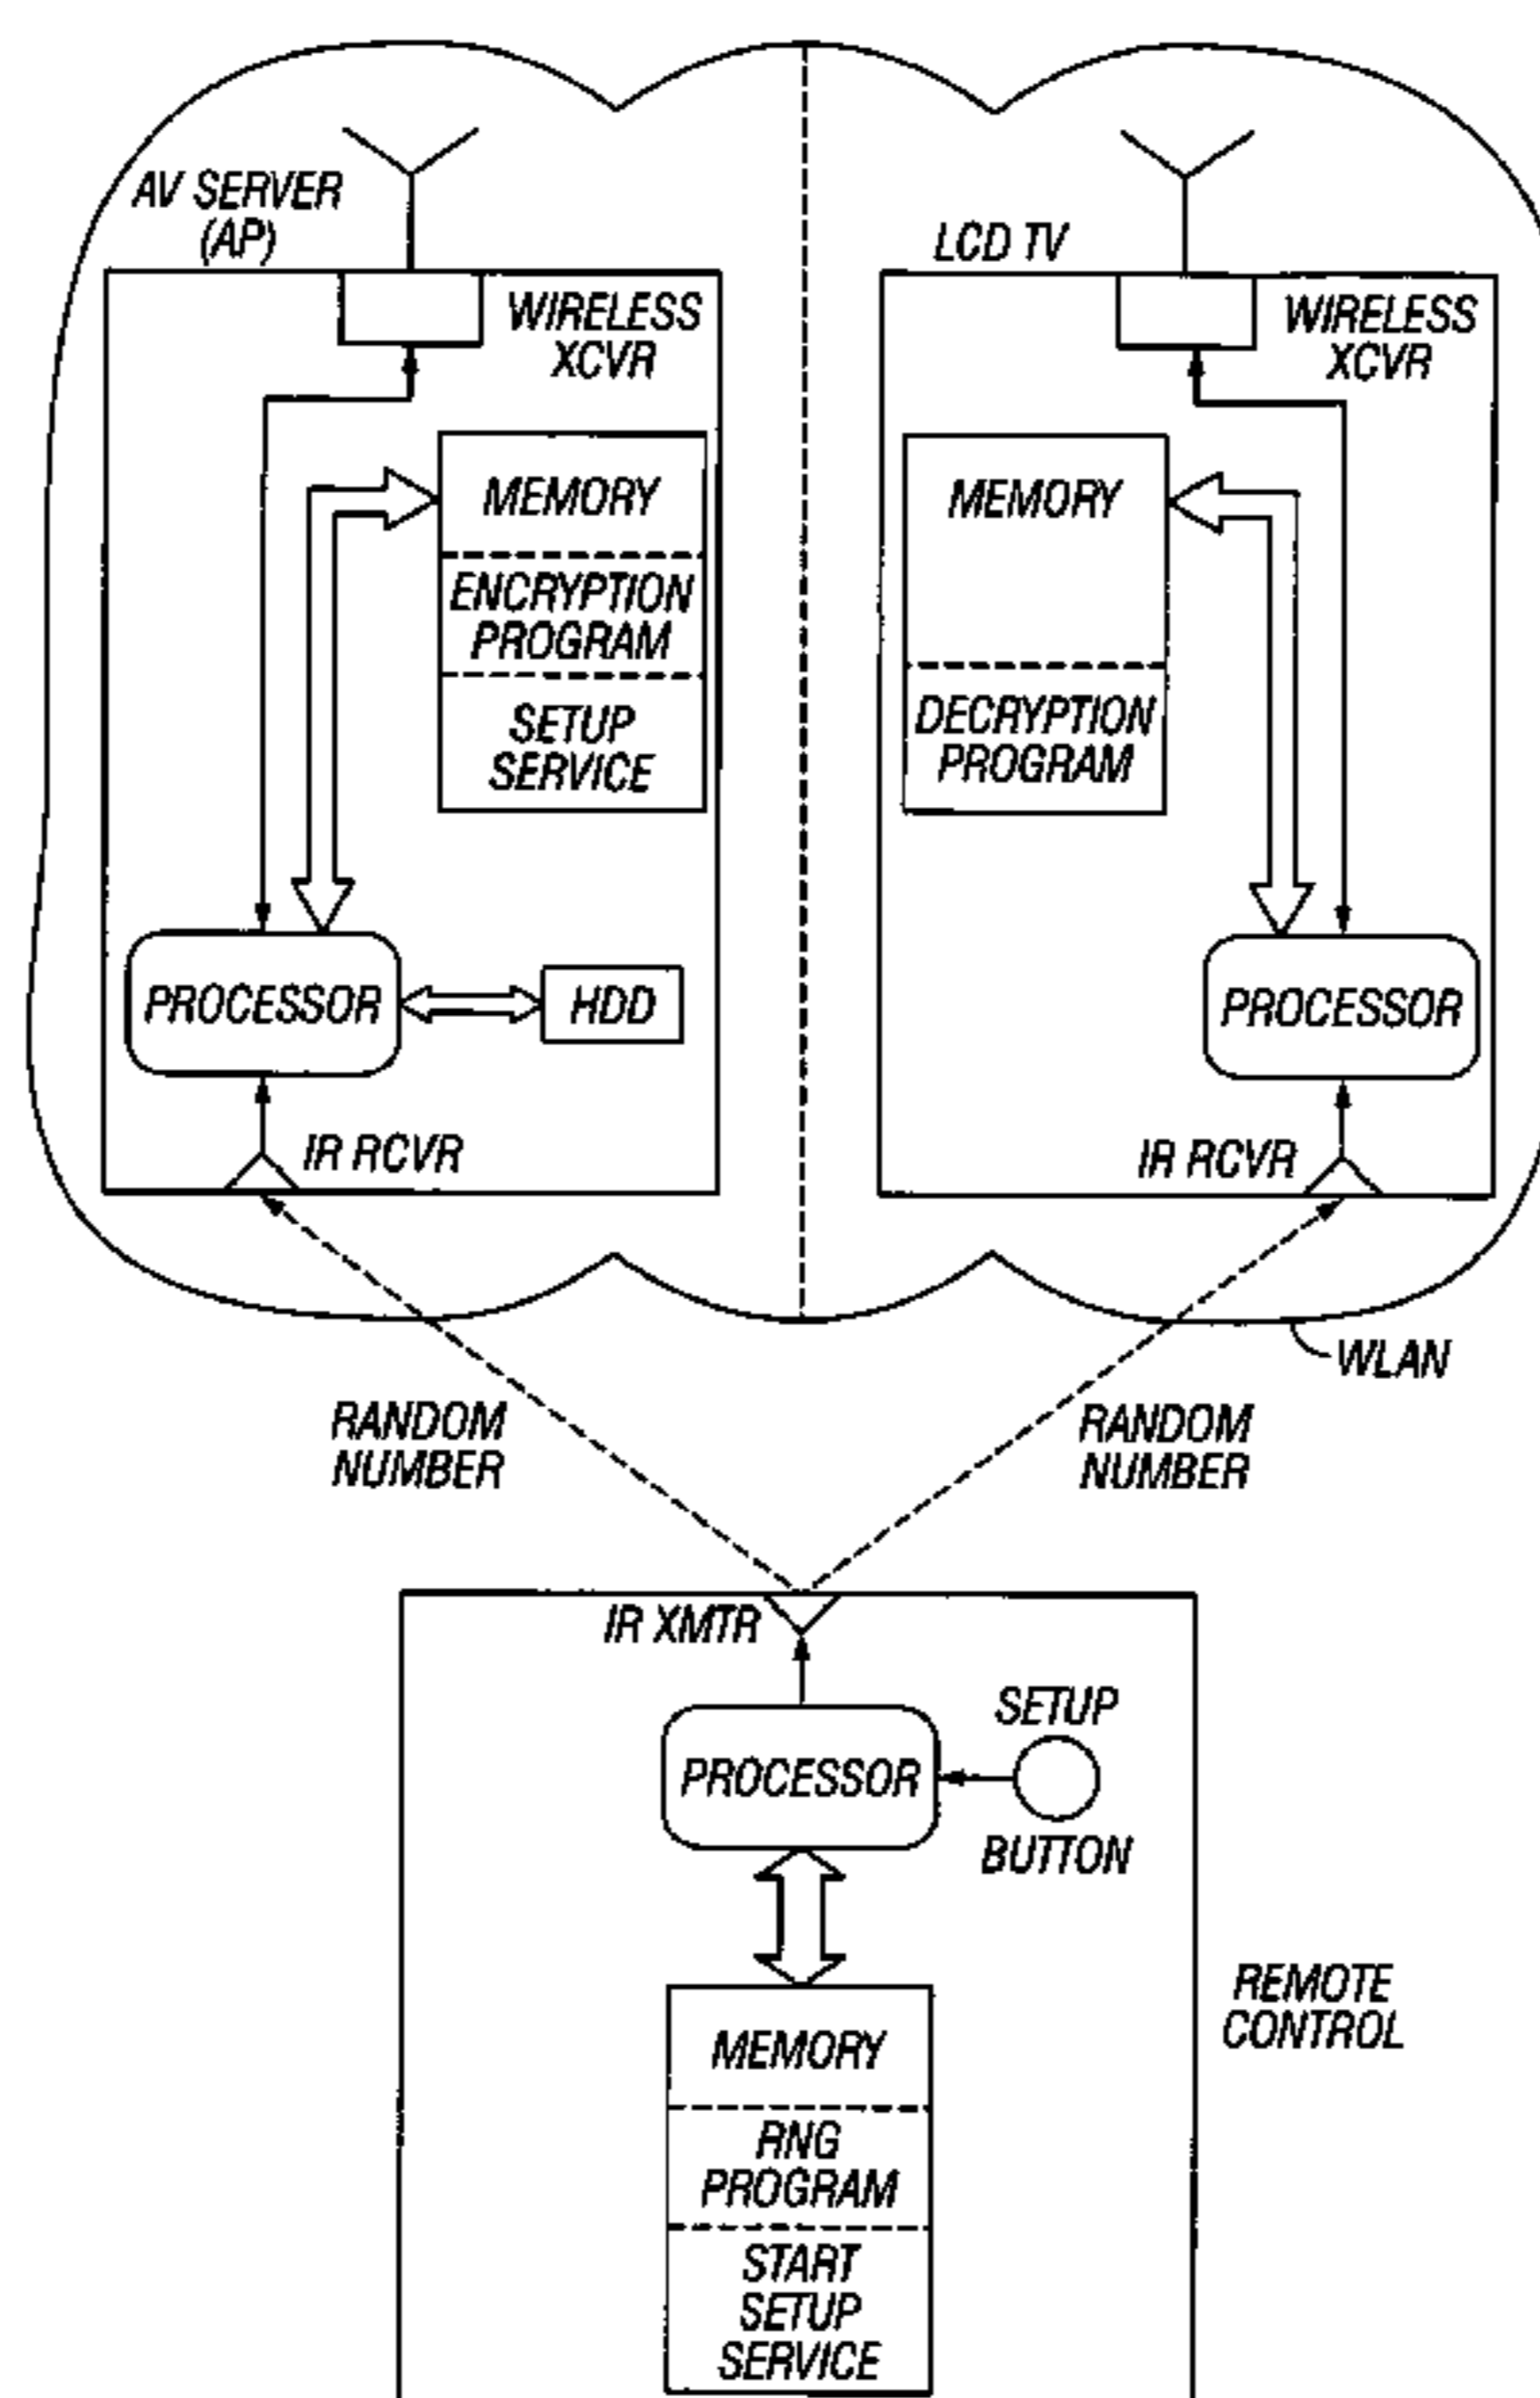 AV SERVER
(AP)
WIRELESS
XCVR
MEMORY
ENCRYPTION
PROGRAM
SETUP
SERVICE
PROCESSOR
HDD
IR RCVR
LCD TV
WIRELESS
XCVR
MEMORY
DECRYPTION
PROGRAM
PROCESSOR
IR RCVR
WLAN
RANDOM
NUMBER
RANDOM
NUMBER
IR XMTR
PROCESSOR
SETUP
BUTTON
REMOTE
CONTROL
MEMORY
RNG
PROGRAM
START
SETUP
SERVICE